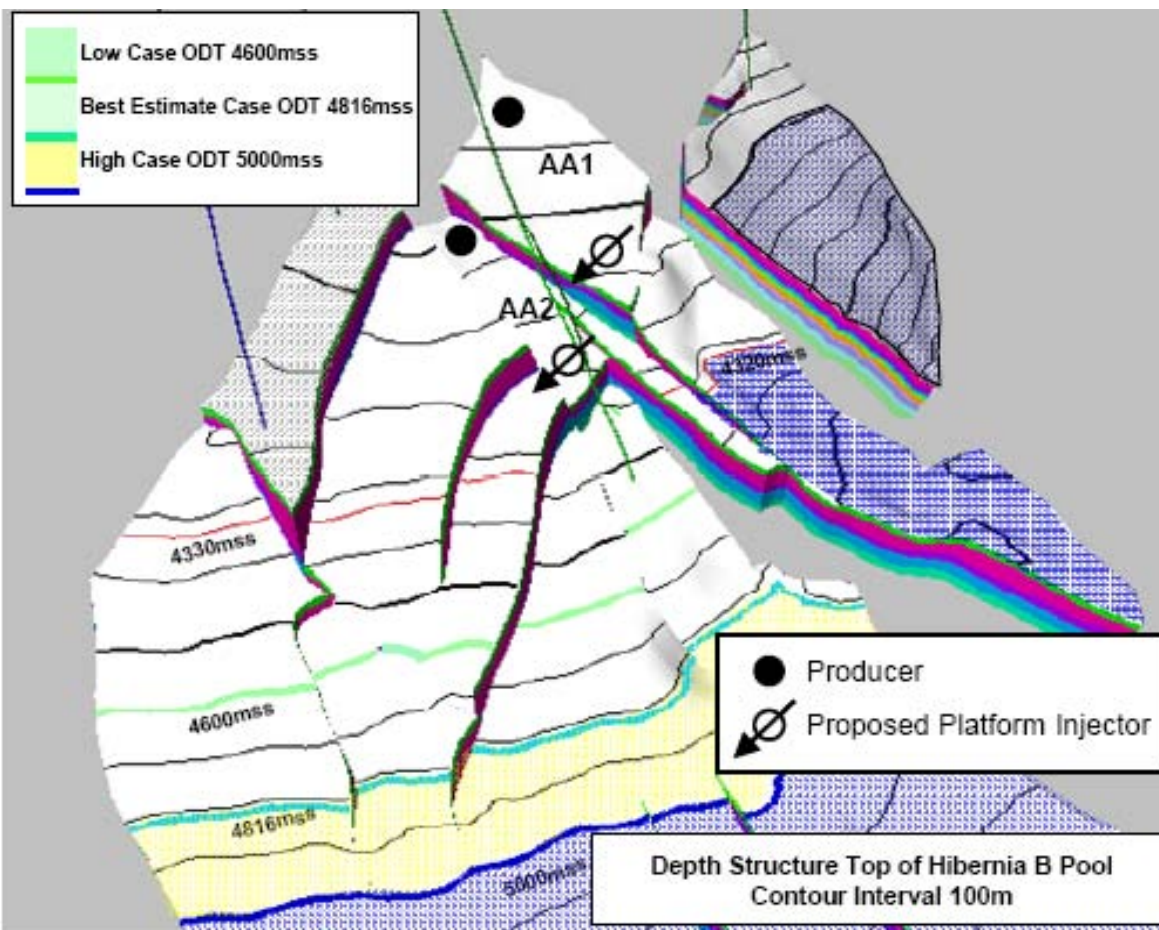 Low Case ODT 4600mss
Best Estimate Case ODT 4816mss
High Case ODT 5000mss
AA1
AA2
4320mss
4330mss
4600mss
4816mss
5000mss
Producer
Proposed Platform Injector
Depth Structure Top of Hibernia B Pool
Contour Interval 100m